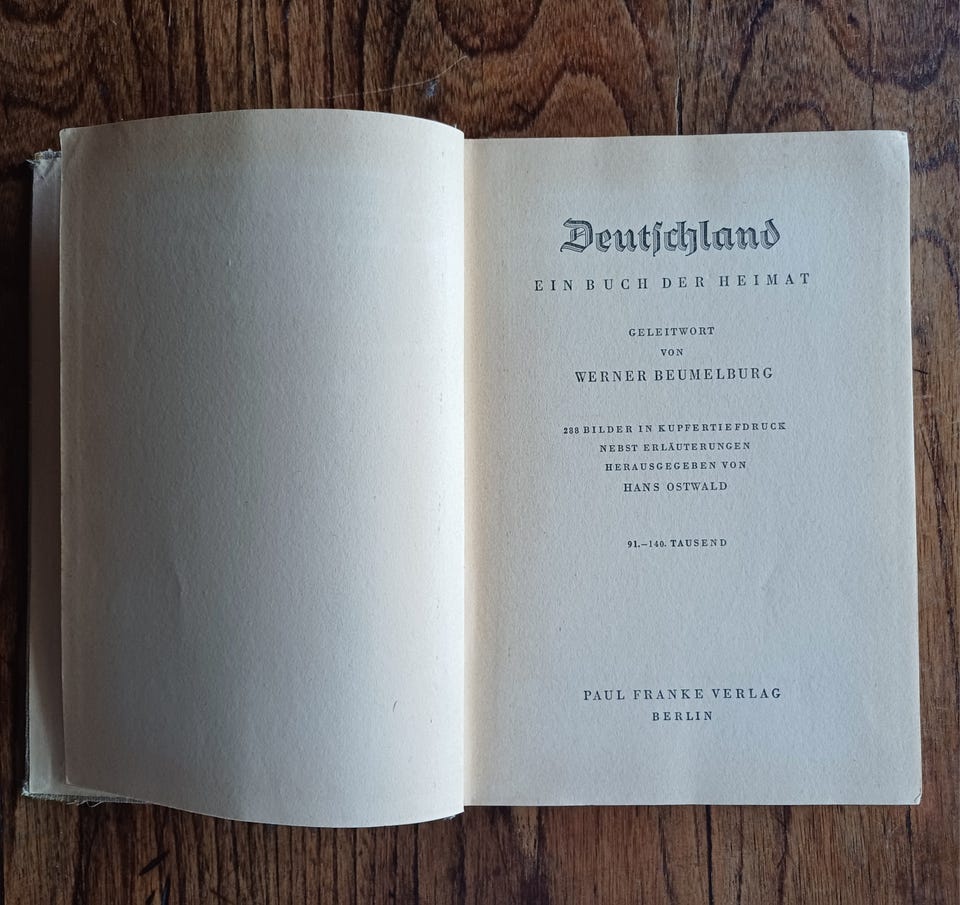 Deutſchland
EIN BUCH DER HEIMAT
GELEITWORT
VON
WERNER BEUMELBURG
288 BILDER IN KUPFERTIEFDRUCK
NEBST ERLÄUTERUNGEN
HERAUSGEGEBEN VON
HANS OSTWALD
91.–140. TAUSEND
PAUL FRANKE VERLAG
BERLIN